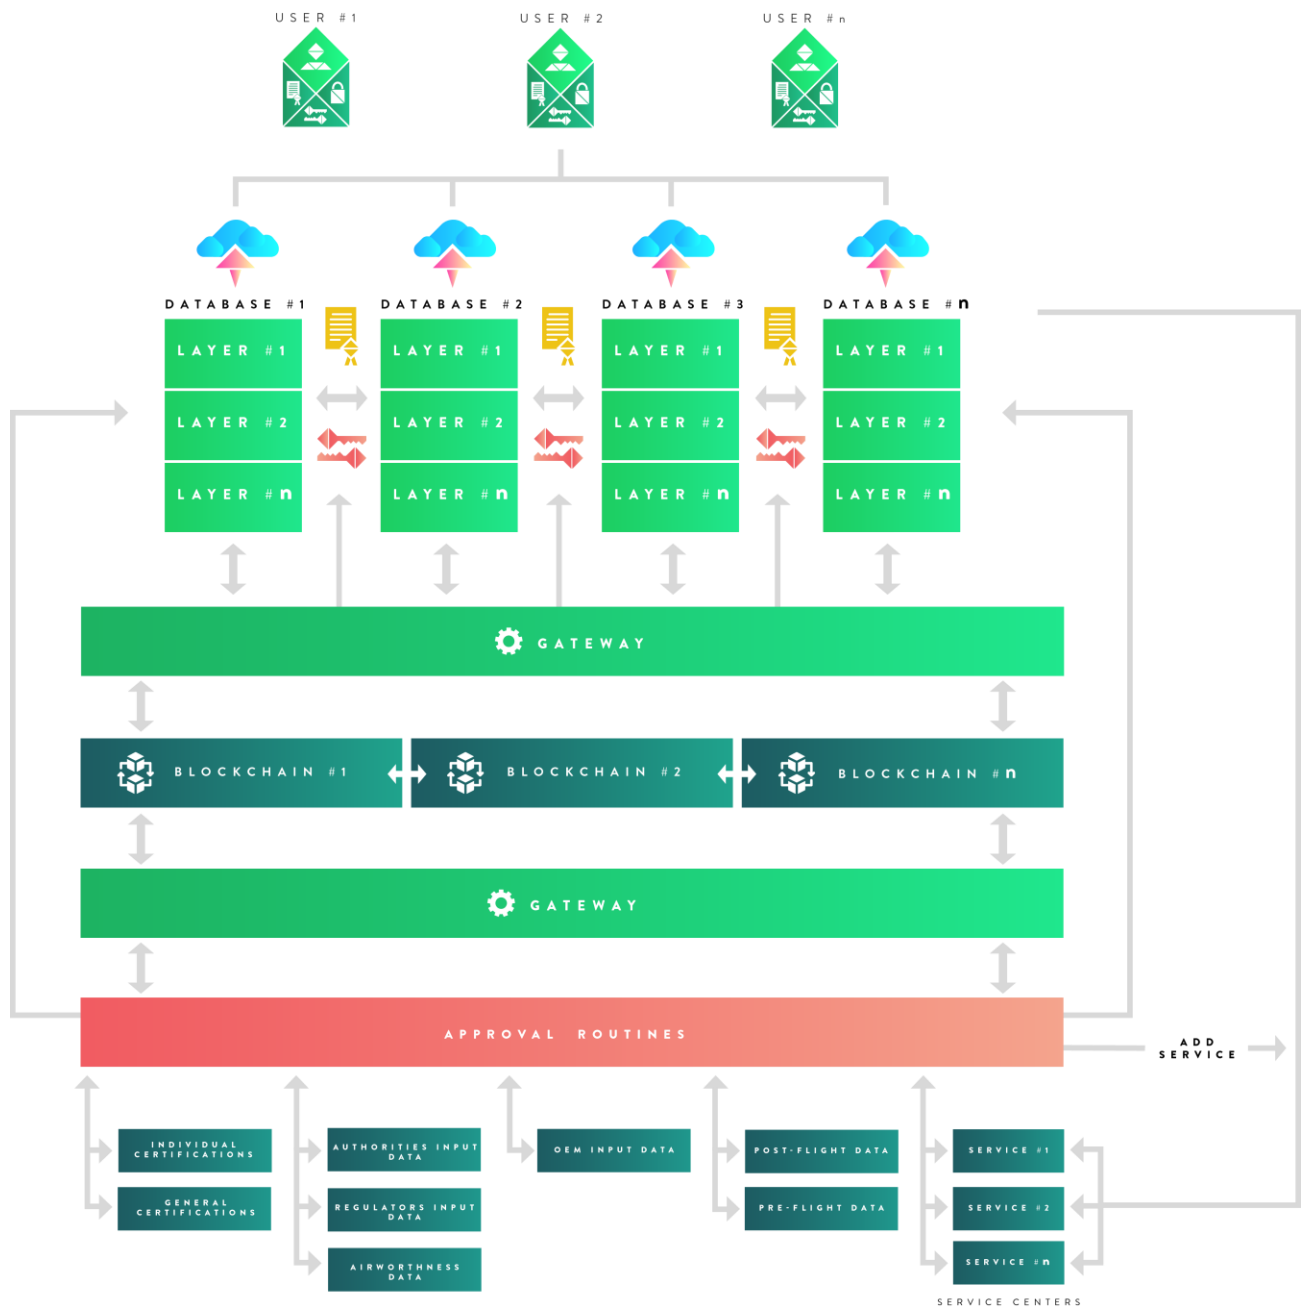 USER #1
USER #2
USER #n
DATABASE #1
DATABASE #2
DATABASE #3
DATABASE #n
LAYER #1
LAYER #1
LAYER #1
LAYER #1
LAYER #2
LAYER #2
LAYER #2
LAYER #2
LAYER #n
LAYER #n
LAYER #n
LAYER #n
GATEWAY
BLOCKCHAIN #1
BLOCKCHAIN #2
BLOCKCHAIN #n
GATEWAY
APPROVAL ROUTINES
ADD
SERVICE
INDIVIDUAL
CERTIFICATIONS
GENERAL
CERTIFICATIONS
AUTHORITIES INPUT
DATA
REGULATORS INPUT
DATA
AIRWORTHNESS
DATA
OEM INPUT DATA
POST-FLIGHT DATA
PRE-FLIGHT DATA
SERVICE #1
SERVICE #2
SERVICE #n
SERVICE CENTERS